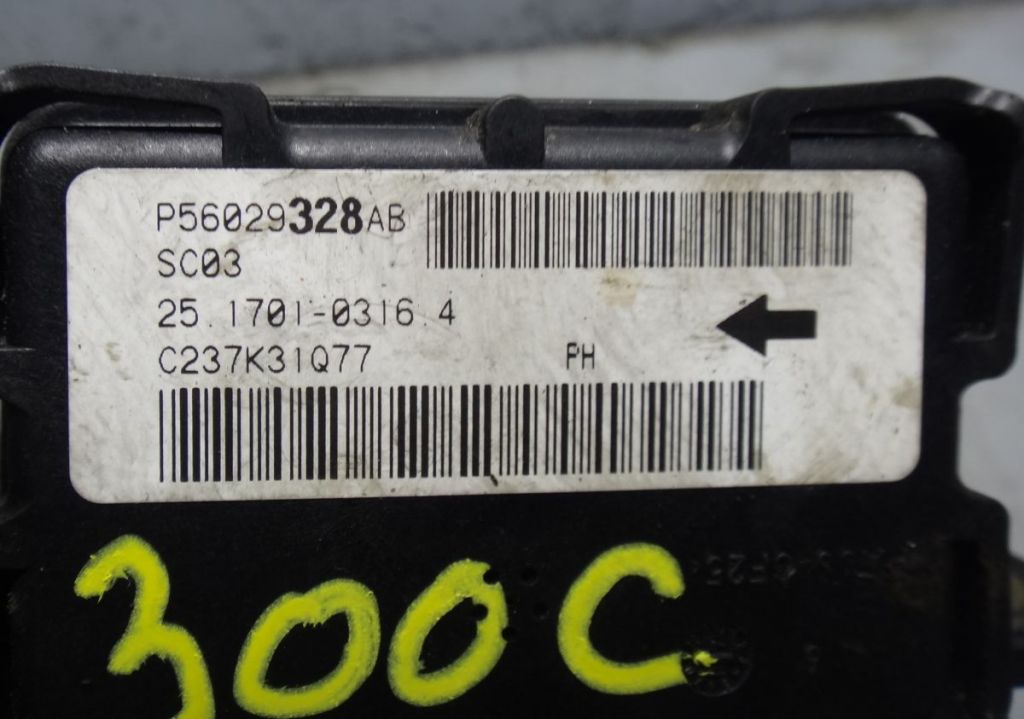 P56029328AB
SC03
25.1701-0316.4
C237K31Q77 PH
300C